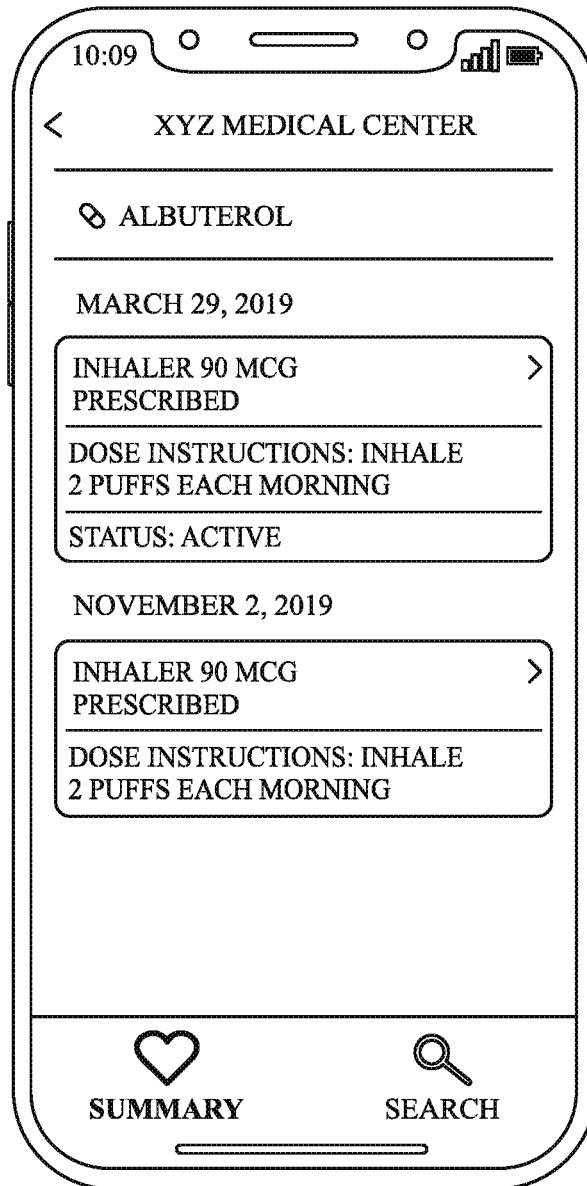 10:09
XYZ MEDICAL CENTER
ALBUTEROL
MARCH 29, 2019
INHALER 90 MCG
PRESCRIBED
DOSE INSTRUCTIONS: INHALE
2 PUFFS EACH MORNING
STATUS: ACTIVE
NOVEMBER 2, 2019
INHALER 90 MCG
PRESCRIBED
DOSE INSTRUCTIONS: INHALE
2 PUFFS EACH MORNING
SUMMARY
SEARCH